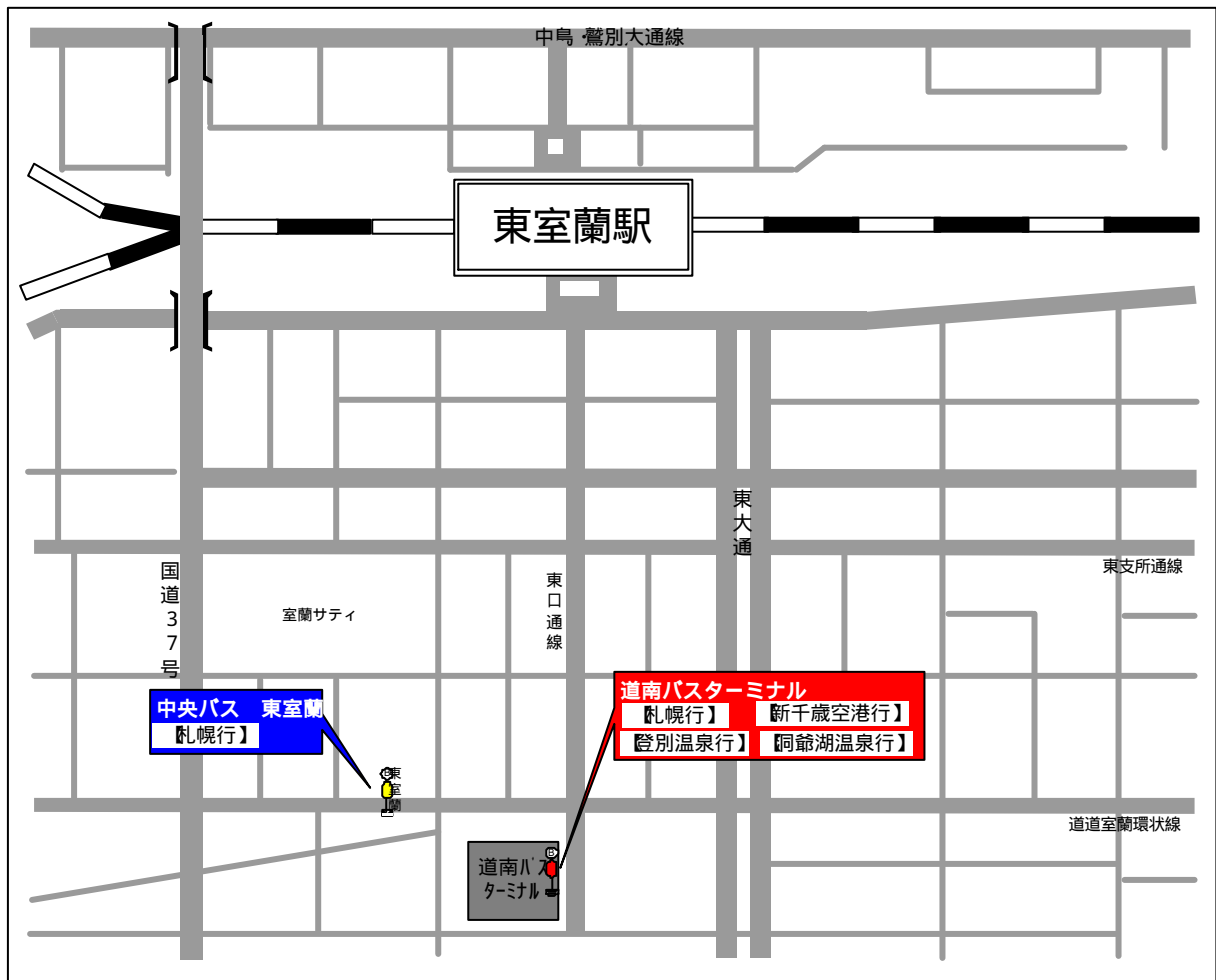 中島・鷲別大通線
東室蘭駅
東大通
東支所通線
国道37号
東口通線
室蘭サティ
中央バス 東室蘭
【札幌行】
道南バスターミナル
【札幌行】 【新千歳空港行】
【登別温泉行】 【洞爺湖温泉行】
東室蘭
道道室蘭環状線
道南バス
ターミナル